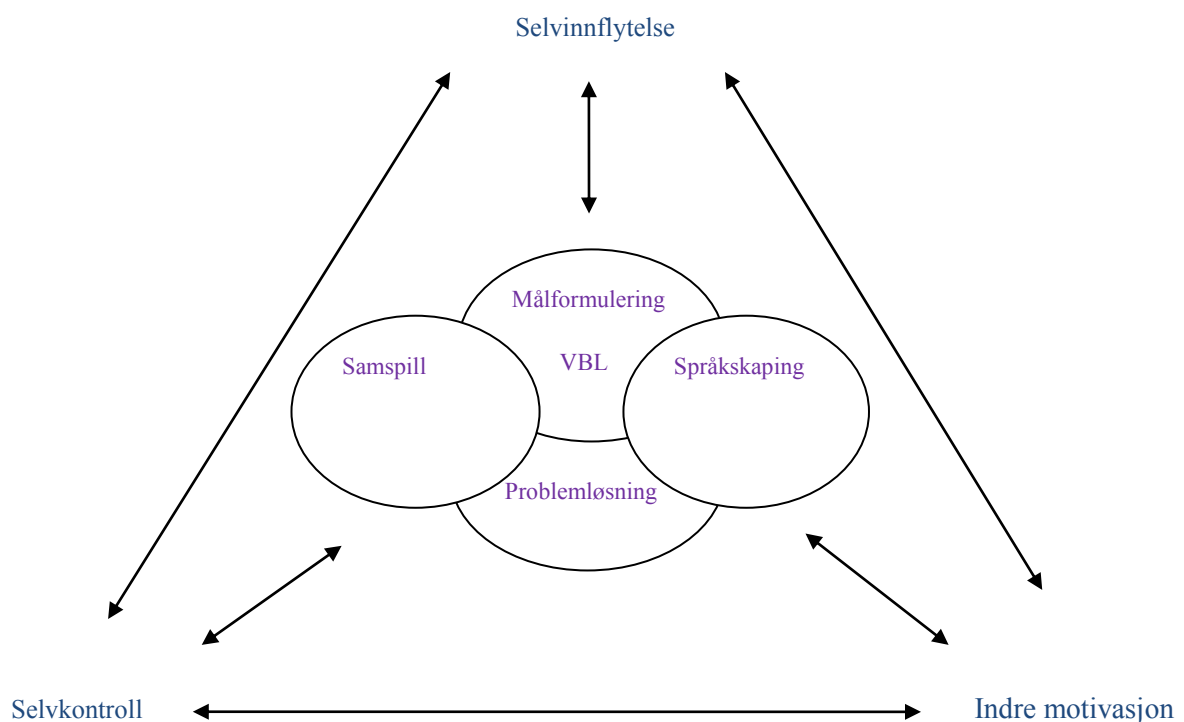 Selvinnflytelse
Målformulering
Samspill
VBL
Språkskaping
Problemløsning
Selvkontroll
Indre motivasjon